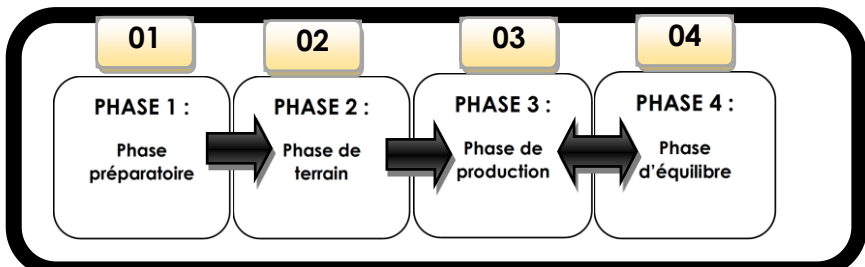 01
02
03
04
PHASE 1 :
Phase
préparatoire
PHASE 2 :
Phase de
terrain
PHASE 3 :
Phase de
production
PHASE 4 :
Phase
d'équilibre